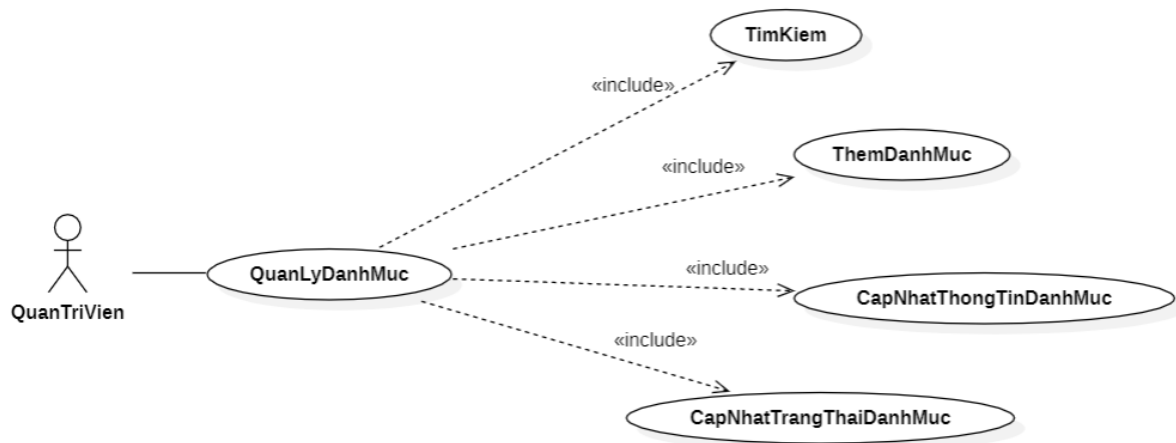 TimKiem
«include»
ThemDanhMuc
«include»
QuanLyDanhMuc
QuanTriVien
«include»
CapNhatThongTinDanhMuc
«include»
CapNhatTrangThaiDanhMuc